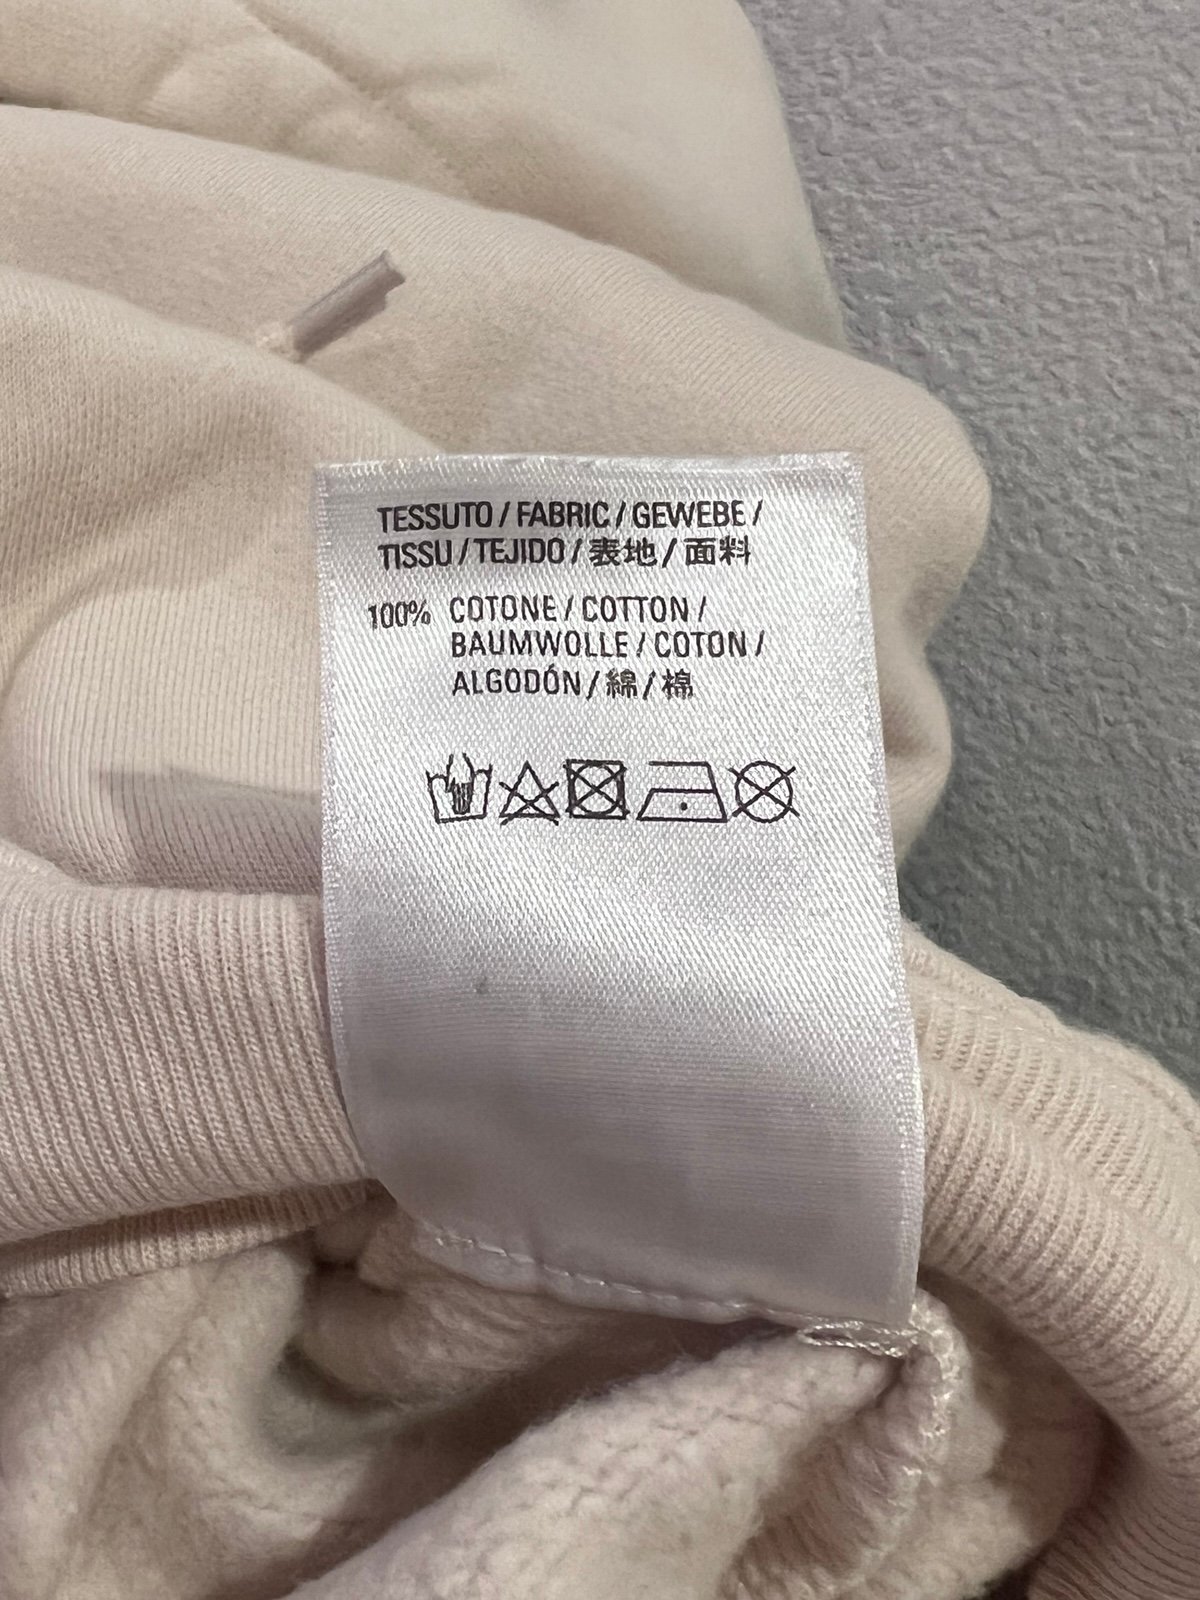 TESSUTO / FABRIC / GEWEBE /
TISSU / TEJIDO / 表地 / 面料
100% COTONE / COTTON /
BAUMWOLLE / COTON /
ALGODÓN / 綿 / 棉